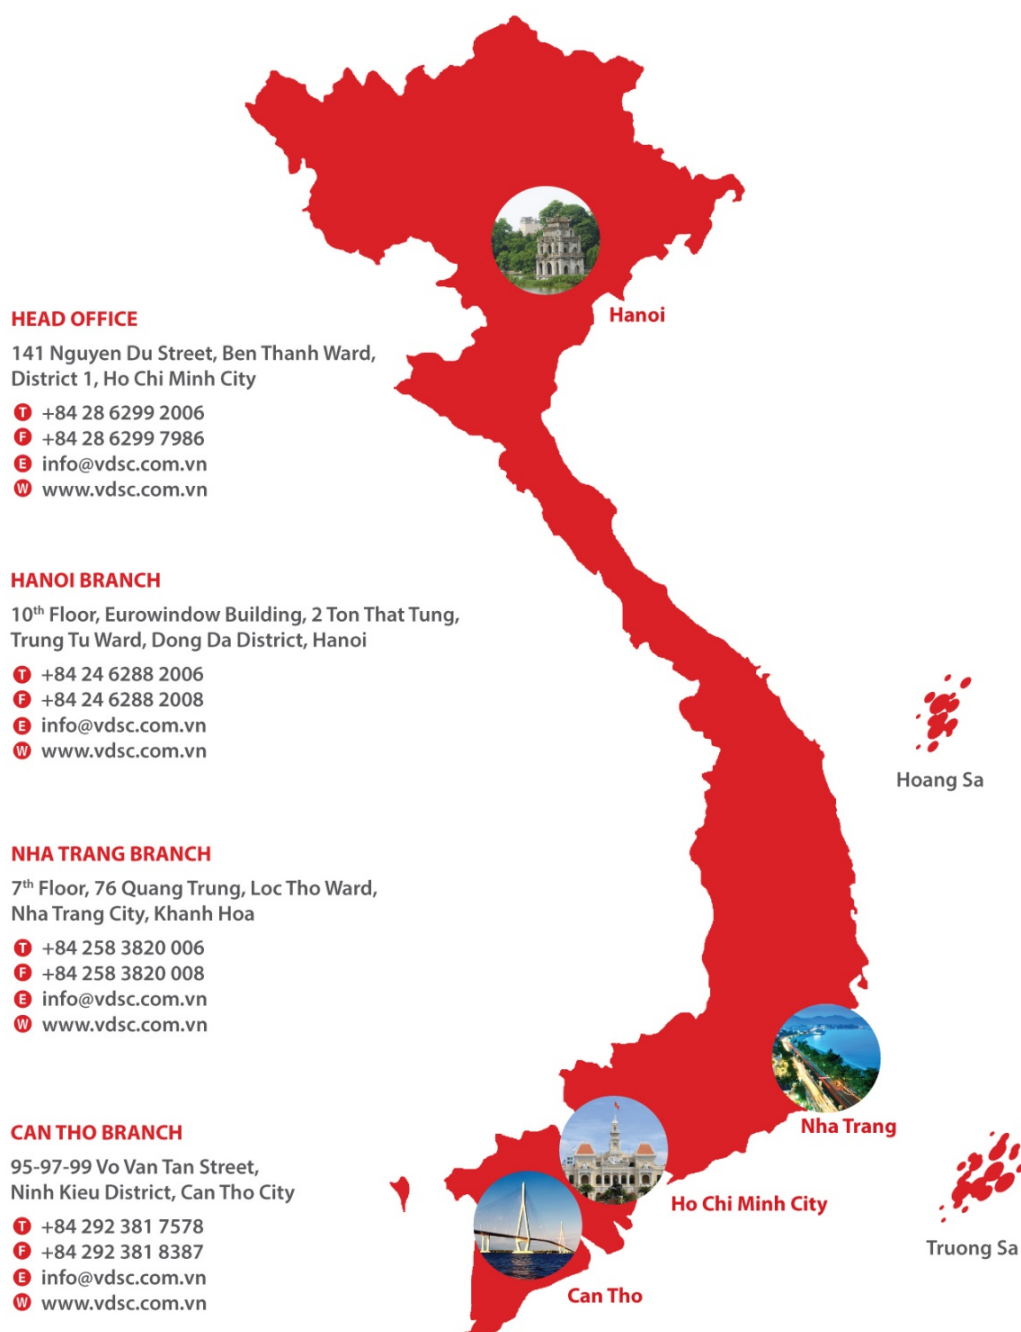 HEAD OFFICE
141 Nguyen Du Street, Ben Thanh Ward,
District 1, Ho Chi Minh City
T +84 28 6299 2006
F +84 28 6299 7986
E info@vdsc.com.vn
W www.vdsc.com.vn
HANOI BRANCH
10th Floor, Eurowindow Building, 2 Ton That Tung,
Trung Tu Ward, Dong Da District, Hanoi
T +84 24 6288 2006
F +84 24 6288 2008
E info@vdsc.com.vn
W www.vdsc.com.vn
NHA TRANG BRANCH
7th Floor, 76 Quang Trung, Loc Tho Ward,
Nha Trang City, Khanh Hoa
T +84 258 3820 006
F +84 258 3820 008
E info@vdsc.com.vn
W www.vdsc.com.vn
CAN THO BRANCH
95-97-99 Vo Van Tan Street,
Ninh Kieu District, Can Tho City
T +84 292 381 7578
F +84 292 381 8387
E info@vdsc.com.vn
W www.vdsc.com.vn
Hanoi
Hoang Sa
Nha Trang
Ho Chi Minh City
Truong Sa
Can Tho